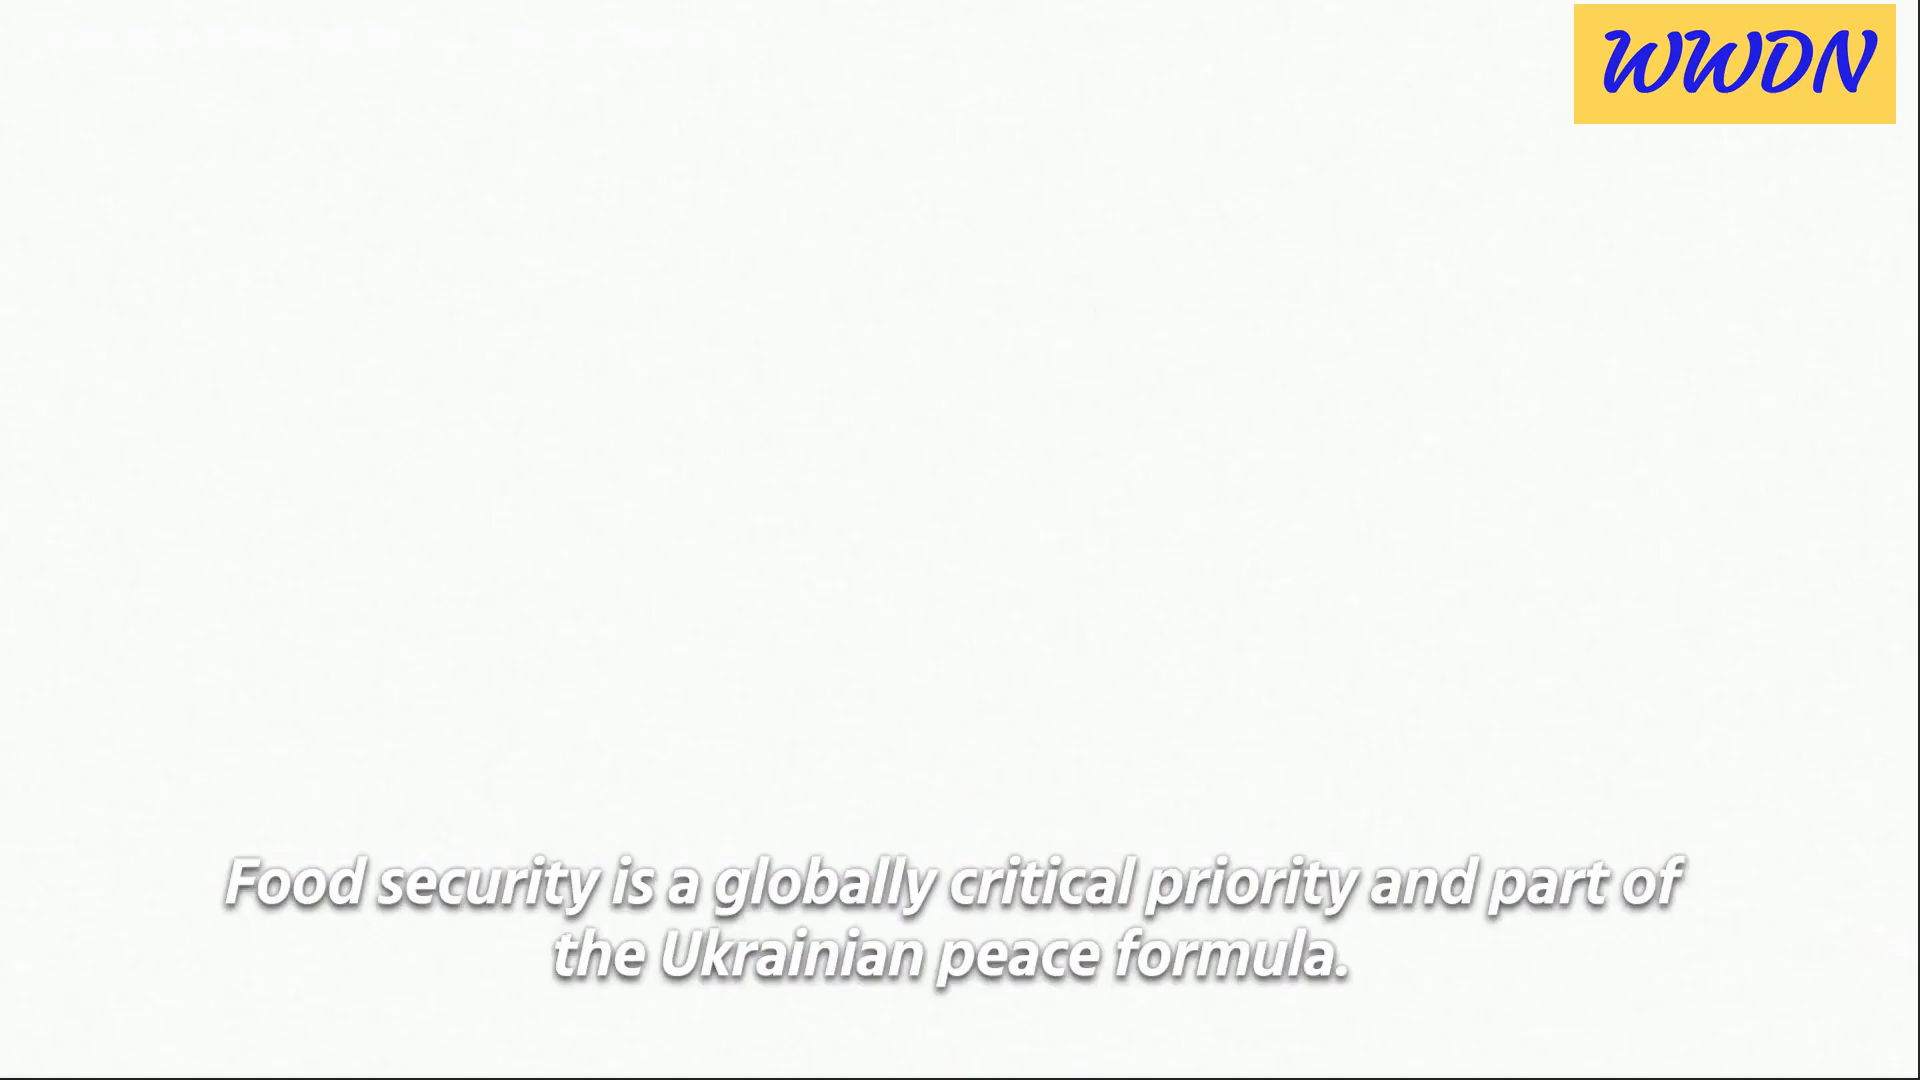 WWDN
Food security is a globally critical priority and part of
the Ukrainian peace formula.